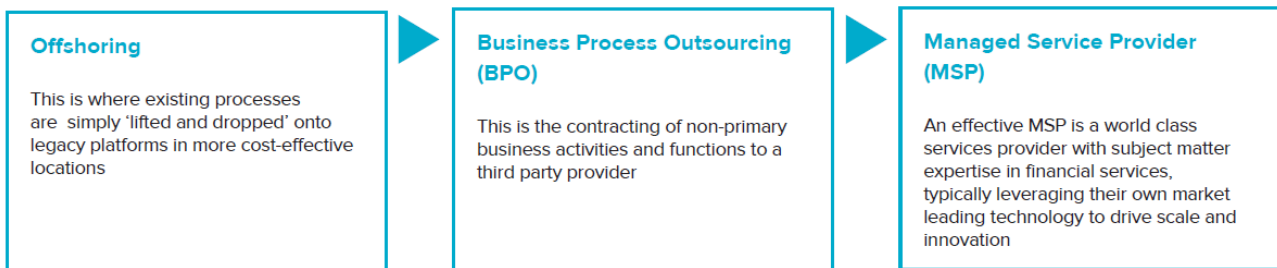 Offshoring
This is where existing processes
are simply ‘lifted and dropped’ onto
legacy platforms in more cost-effective
locations
Business Process Outsourcing
(BPO)
This is the contracting of non-primary
business activities and functions to a
third party provider
Managed Service Provider
(MSP)
An effective MSP is a world class
services provider with subject matter
expertise in financial services,
typically leveraging their own market
leading technology to drive scale and
innovation